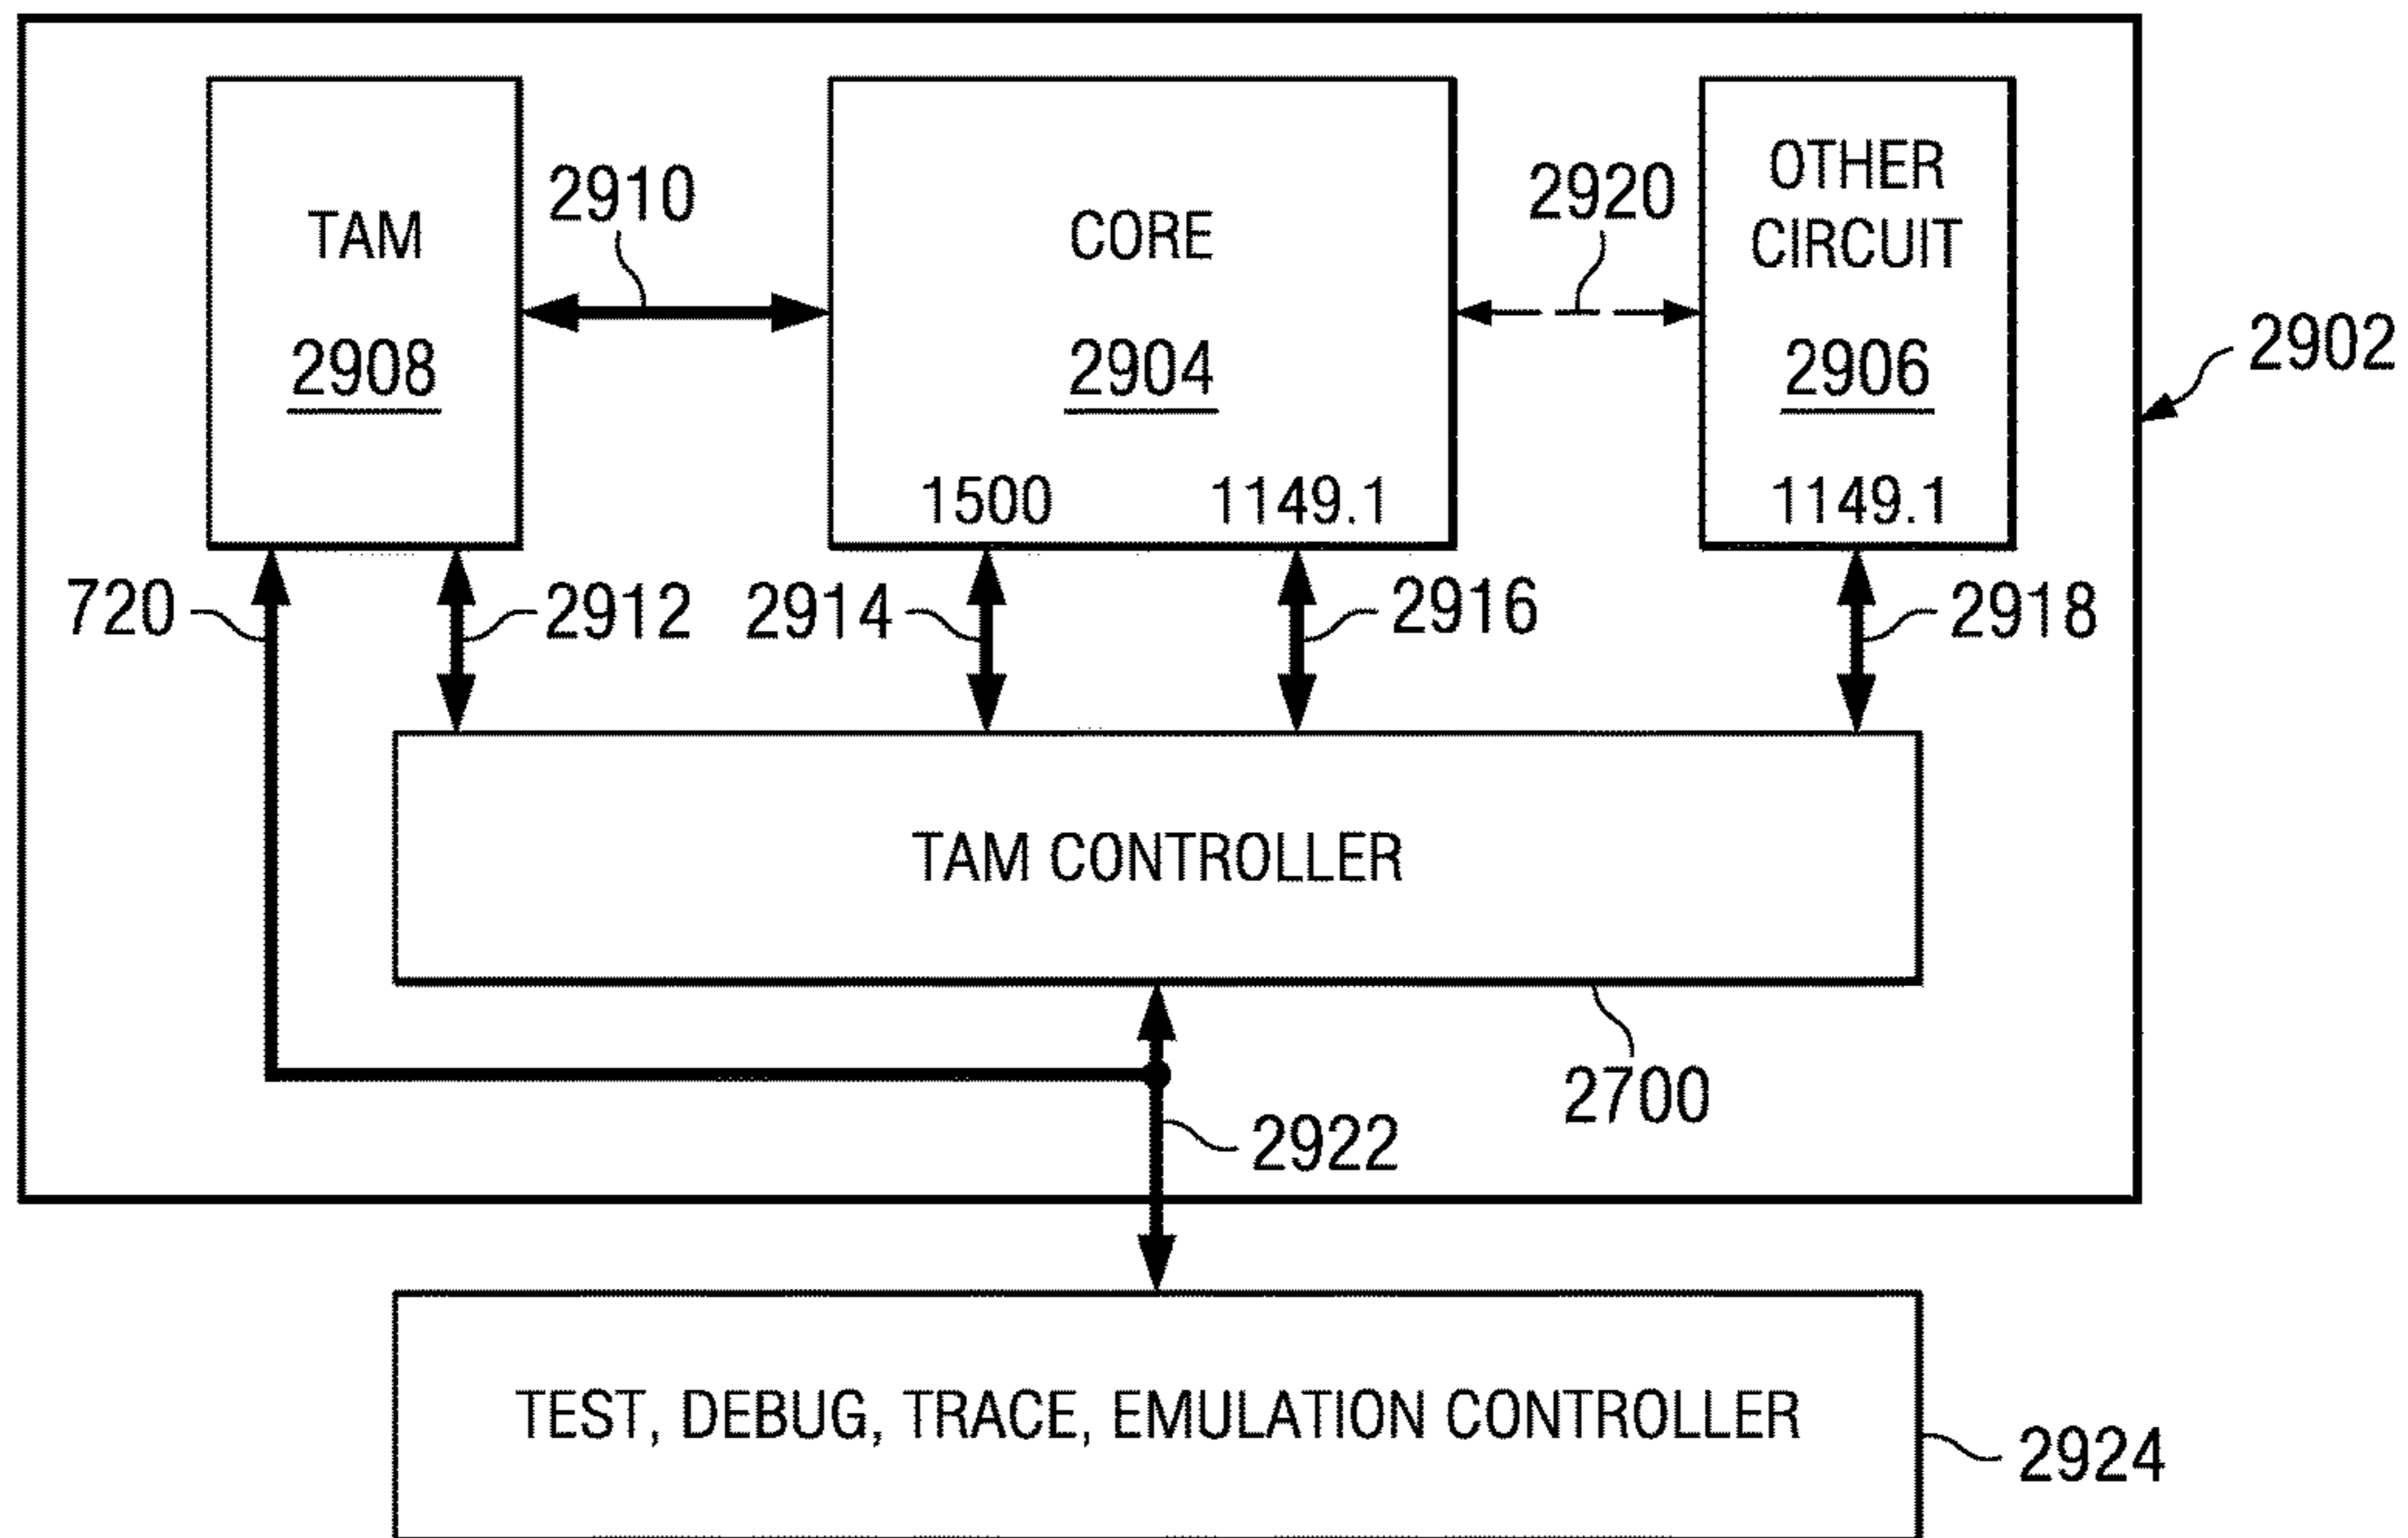 TAM
2908
2910
CORE
2904
1500 1149.1
2920
OTHER
CIRCUIT
2906
1149.1
2902
720
2912
2914
2916
2918
TAM CONTROLLER
2700
2922
TEST, DEBUG, TRACE, EMULATION CONTROLLER
2924